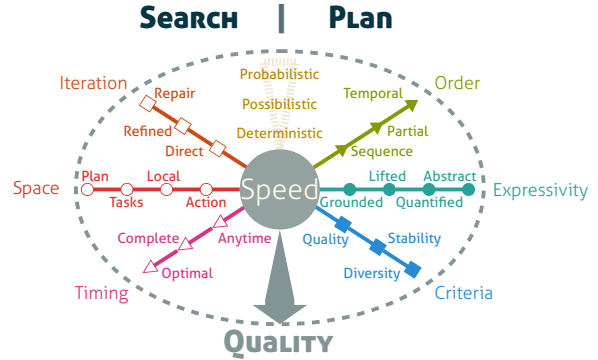 Search | Plan
Probabilistic
Possibilistic
Deterministic
Iteration
Repair
Refined
Direct
Order
Temporal
Partial
Sequence
Space
Plan
Tasks
Local
Action
Speed
Grounded
Lifted
Quantified
Abstract
Expressivity
Timing
Complete
Optimal
Anytime
Quality
Stability
Diversity
Criteria
Quality